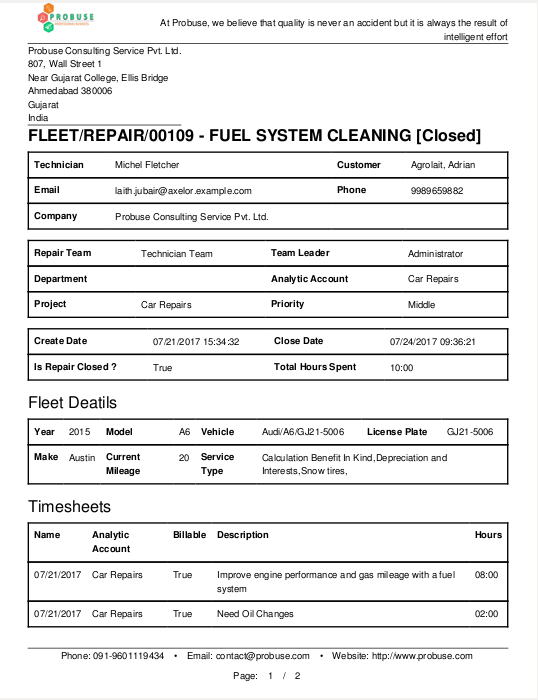 PROBUSE
At Probuse, we believe that quality is never an accident but it is always the result of
intelligent effort
Probuse Consulting Service Pvt. Ltd.
807, Wall Street 1
Near Gujarat College, Ellis Bridge
Ahmedabad 380006
Gujarat
India
FLEET/REPAIR/00109 - FUEL SYSTEM CLEANING [Closed]
Technician Michel Fletcher Customer Agrolait, Adrian
Email laith.jubair@axelor.example.com Phone 9989659882
Company Probuse Consulting Service Pvt. Ltd.
Repair Team Technician Team Team Leader Administrator
Department Analytic Account Car Repairs
Project Car Repairs Priority Middle
Create Date 07/21/2017 15:34:32 Close Date 07/24/2017 09:36:21
Is Repair Closed ? True Total Hours Spent 10:00
Fleet Deatils
Year 2015 Model A6 Vehicle Audi/A6/GJ21-5006 License Plate GJ21-5006
Make Austin Current Mileage 20 Service Type Calculation Benefit In Kind,Depreciation and
Interests,Snow tires,
Timesheets
Name Analytic Account Billable Description Hours
07/21/2017 Car Repairs True Improve engine performance and gas mileage with a fuel
system 08:00
07/21/2017 Car Repairs True Need Oil Changes 02:00
Phone: 091-9601119434 • Email: contact@probuse.com • Website: http://www.probuse.com
Page: 1 / 2